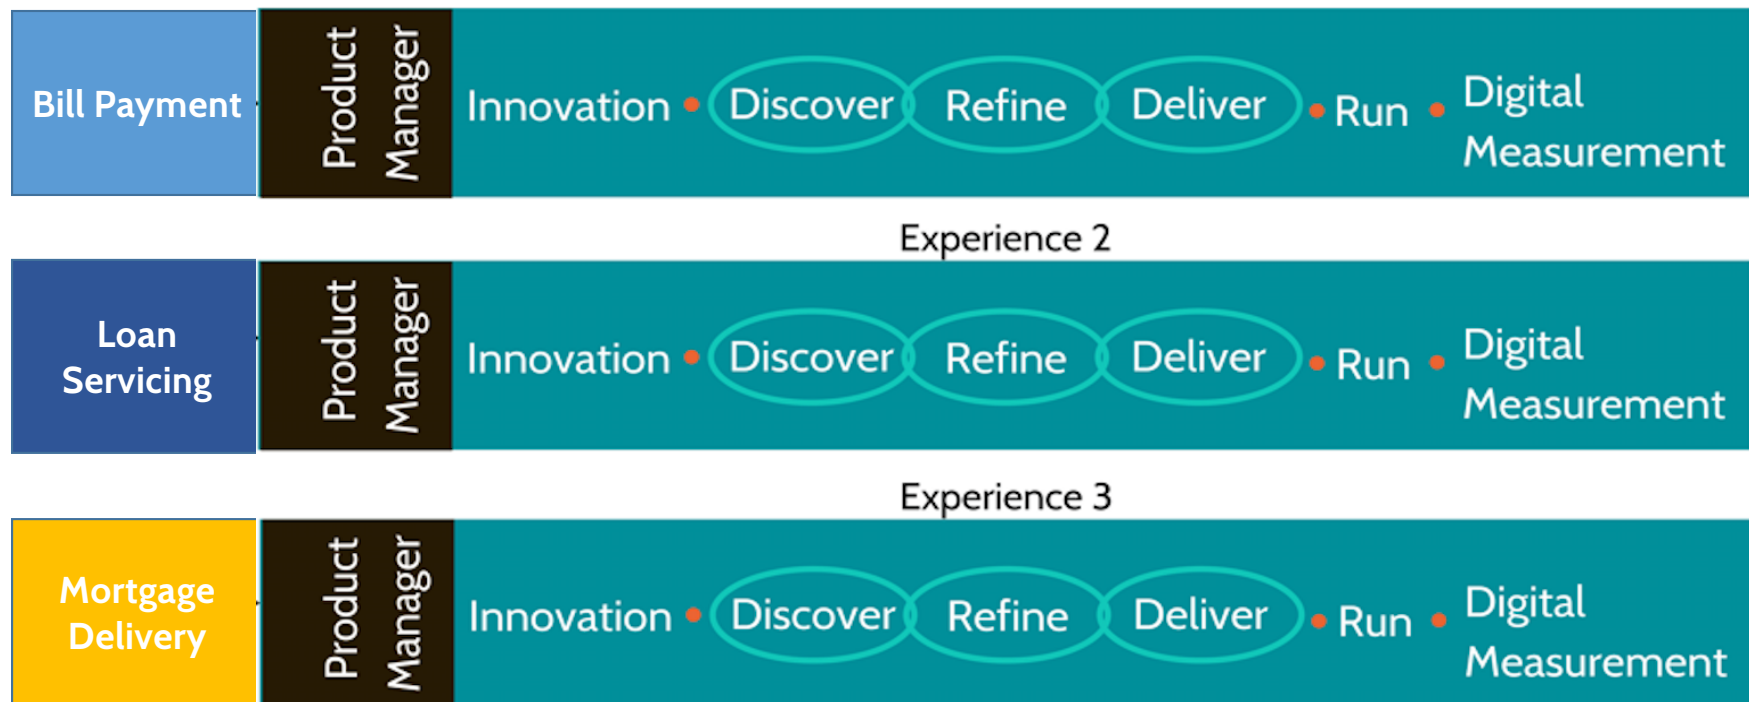 Bill Payment
Product
Manager
Innovation • Discover Refine Deliver • Run • Digital
Measurement
Experience 2
Loan
Servicing
Product
Manager
Innovation • Discover Refine Deliver • Run • Digital
Measurement
Experience 3
Mortgage
Delivery
Product
Manager
Innovation • Discover Refine Deliver • Run • Digital
Measurement